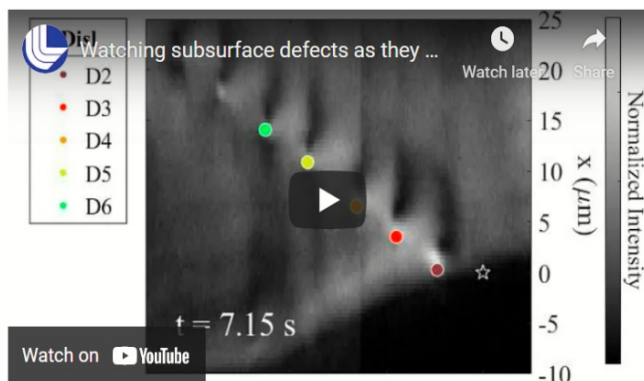 Disl
Watching subsurface defects as they …
Watch later
Share
D2
D3
D4
D5
D6
t = 7.15 s
25
20
15
10
5
0
-5
-10
x (μm)
Normalized Intensity
Watch on YouTube